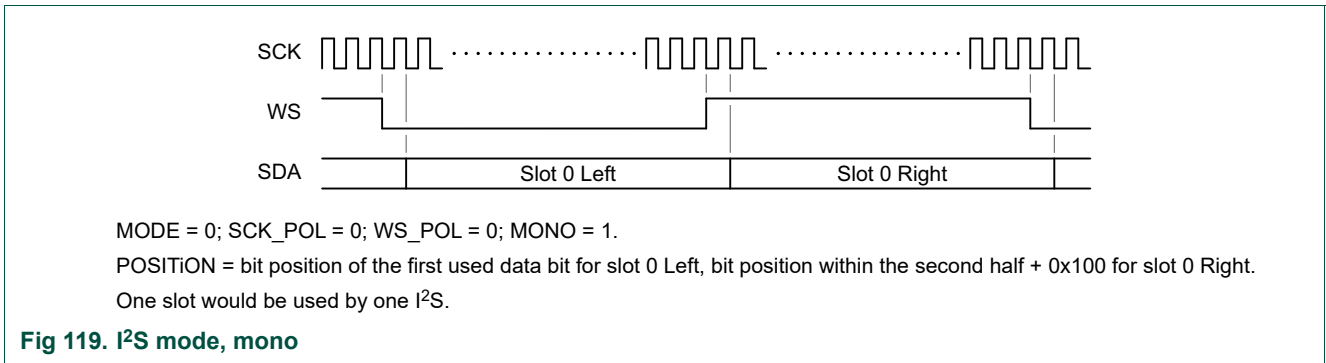 SCK
WS
SDA
Slot 0 Left
Slot 0 Right
MODE = 0; SCK_POL = 0; WS_POL = 0; MONO = 1.
POSITiON = bit position of the first used data bit for slot 0 Left, bit position within the second half + 0x100 for slot 0 Right.
One slot would be used by one I²S.
Fig 119. I²S mode, mono